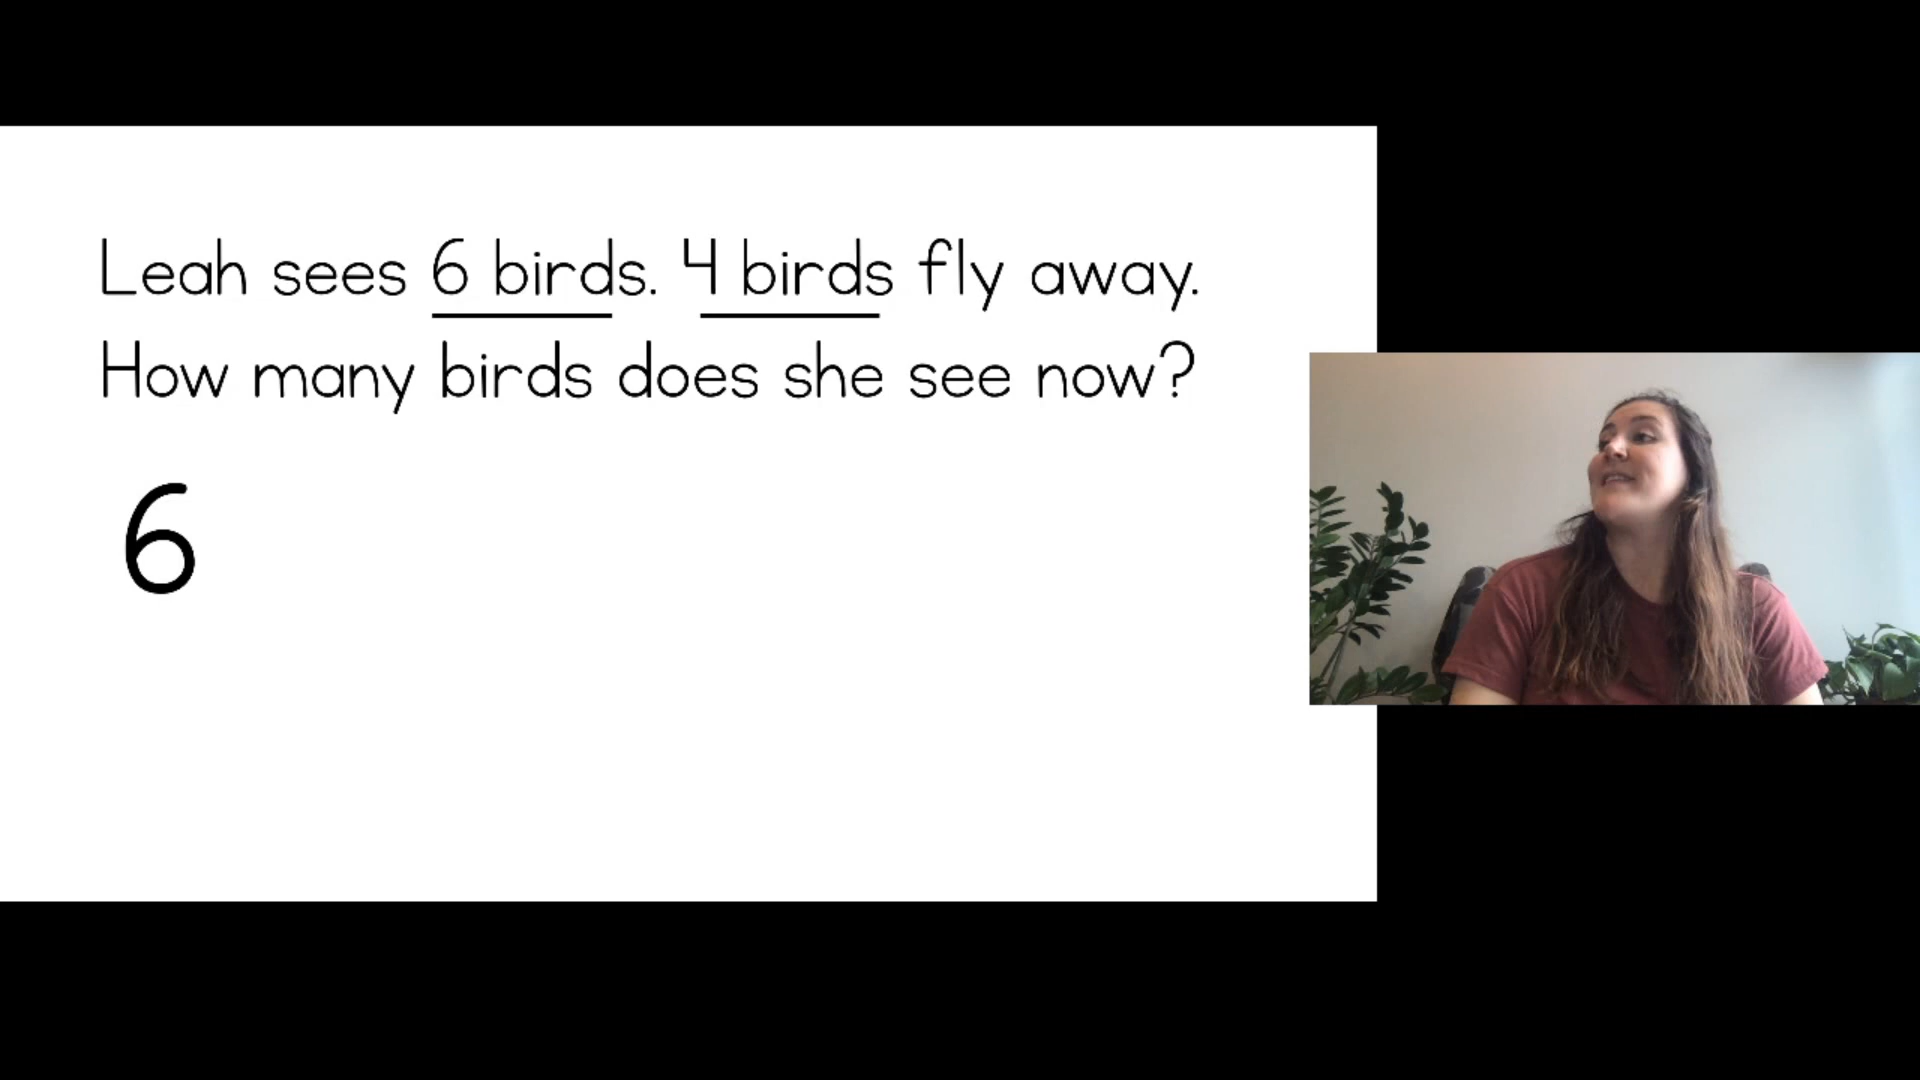 Leah sees 6 birds. 4 birds fly away.
How many birds does she see now?
6